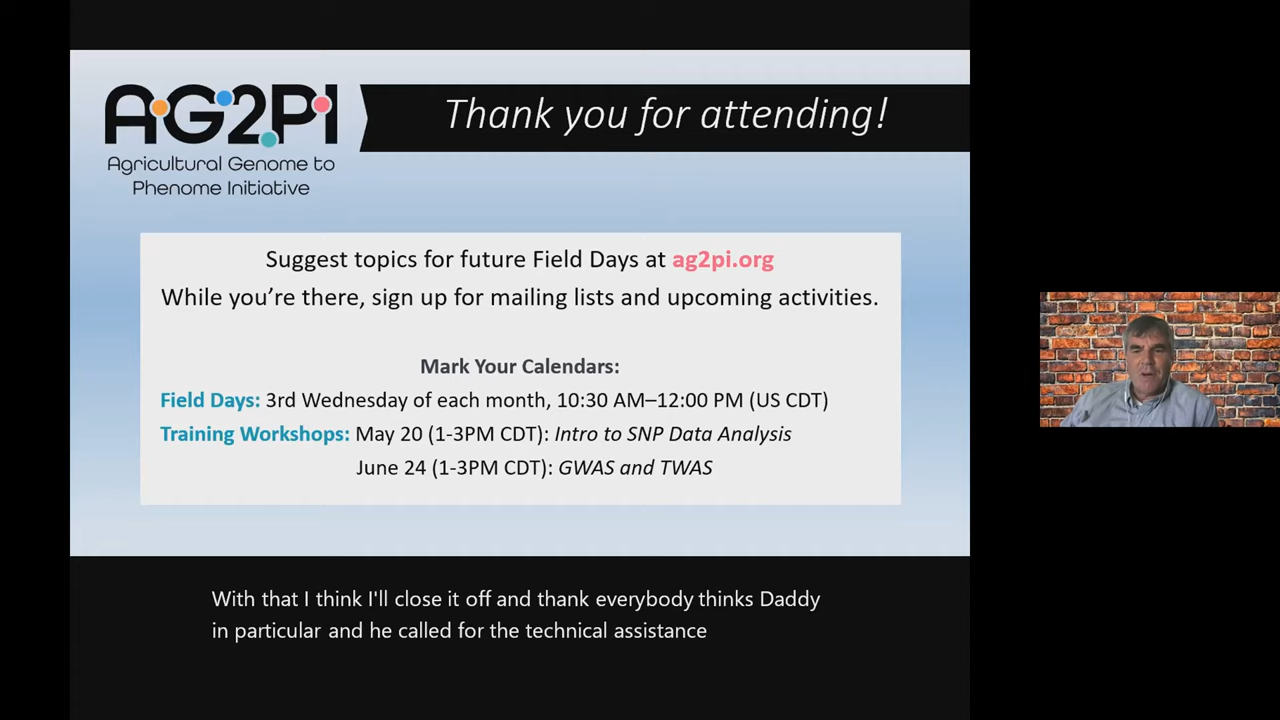 AG2PI
Agricultural Genome to
Phenome Initiative
Thank you for attending!
Suggest topics for future Field Days at ag2pi.org
While you’re there, sign up for mailing lists and upcoming activities.
Mark Your Calendars:
Field Days: 3rd Wednesday of each month, 10:30 AM–12:00 PM (US CDT)
Training Workshops: May 20 (1-3PM CDT): Intro to SNP Data Analysis
June 24 (1-3PM CDT): GWAS and TWAS
With that I think I'll close it off and thank everybody thinks Daddy
in particular and he called for the technical assistance